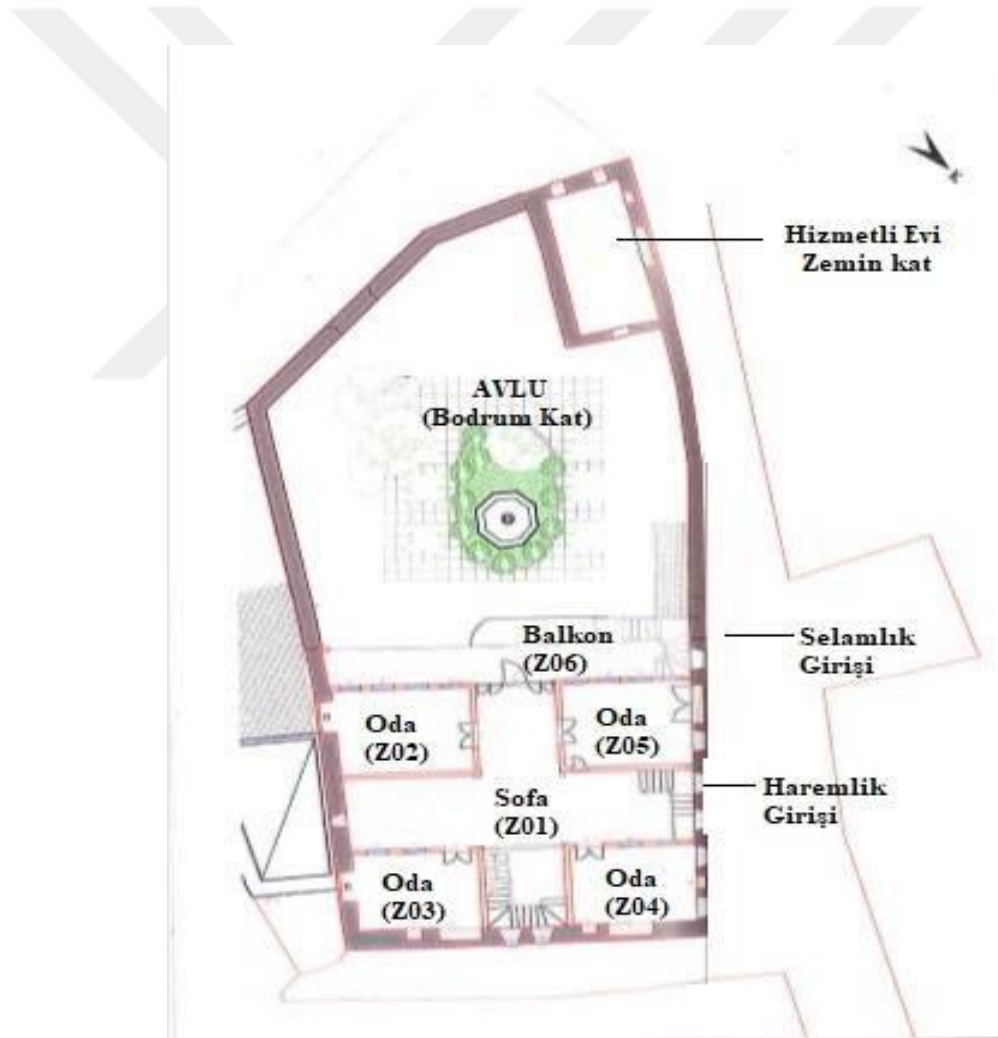 Hizmetli Evi
Zemin kat
AVLU
(Bodrum Kat)
Balkon
(Z06)
Selamlık
Girişi
Oda
(Z02)
Oda
(Z05)
Sofa
(Z01)
Haremlik
Girişi
Oda
(Z03)
Oda
(Z04)